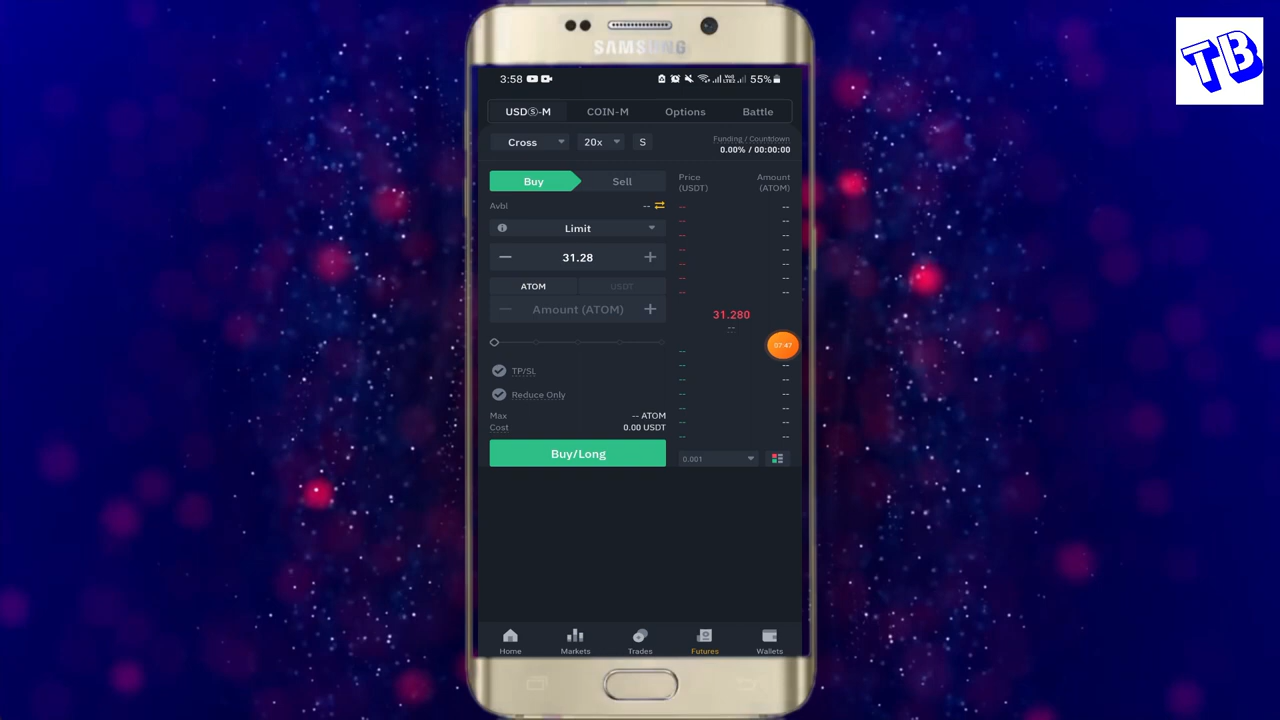 SAMSUNG
TB
3:58 55%
USDⓈ-M COIN-M Options Battle
Cross 20x S Funding / Countdown
0.00% / 00:00:00
Buy Sell Price (USDT) Amount (ATOM)
Avbl --
Limit
31.28
ATOM USDT
Amount (ATOM)
31.280
--
07:47
TP/SL
Reduce Only
Max -- ATOM
Cost 0.00 USDT
Buy/Long 0.001
Home Markets Trades Futures Wallets